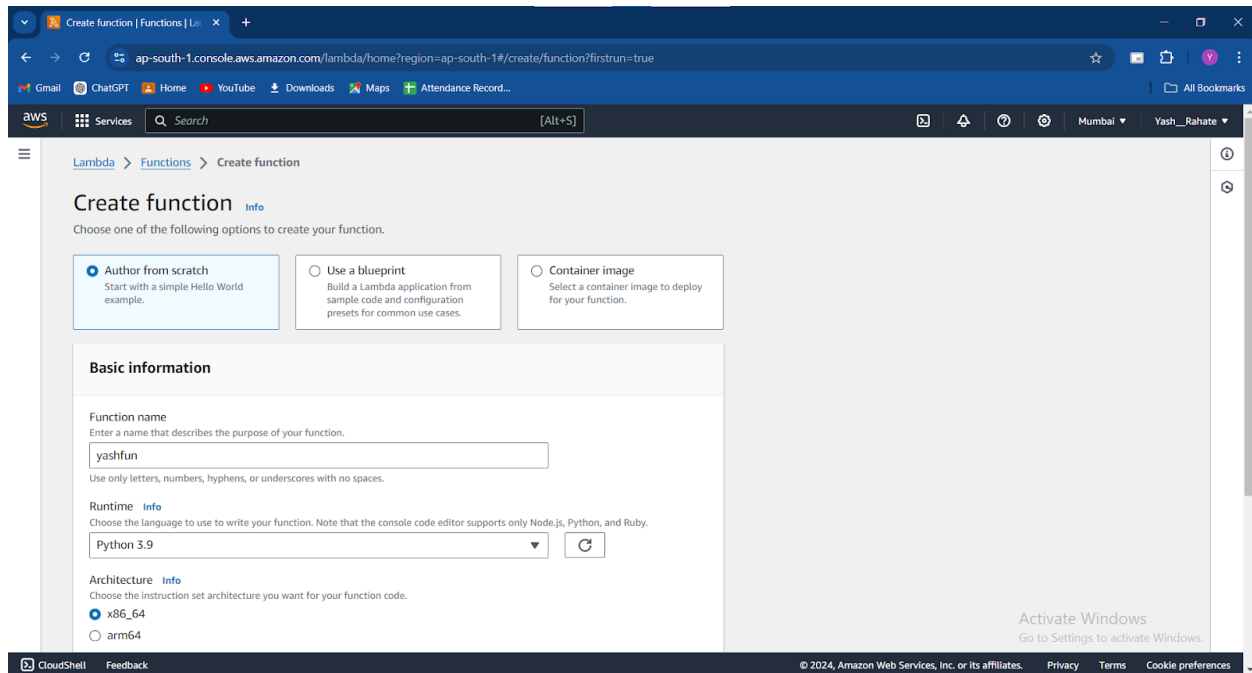 Create function | Functions | La
ap-south-1.console.aws.amazon.com/lambda/home?region=ap-south-1#/create/function?firstrun=true
Y
Gmail ChatGPT Home YouTube Downloads Maps Attendance Record... All Bookmarks
aws Services Search [Alt+S] Mumbai Yash__Rahate
Lambda > Functions > Create function
Create function Info
Choose one of the following options to create your function.
Author from scratch
Start with a simple Hello World
example.
Use a blueprint
Build a Lambda application from
sample code and configuration
presets for common use cases.
Container image
Select a container image to deploy
for your function.
Basic information
Function name
Enter a name that describes the purpose of your function.
yashfun
Use only letters, numbers, hyphens, or underscores with no spaces.
Runtime Info
Choose the language to use to write your function. Note that the console code editor supports only Node.js, Python, and Ruby.
Python 3.9
Architecture Info
Choose the instruction set architecture you want for your function code.
x86_64
arm64
Activate Windows
Go to Settings to activate Windows.
CloudShell Feedback © 2024, Amazon Web Services, Inc. or its affiliates. Privacy Terms Cookie preferences